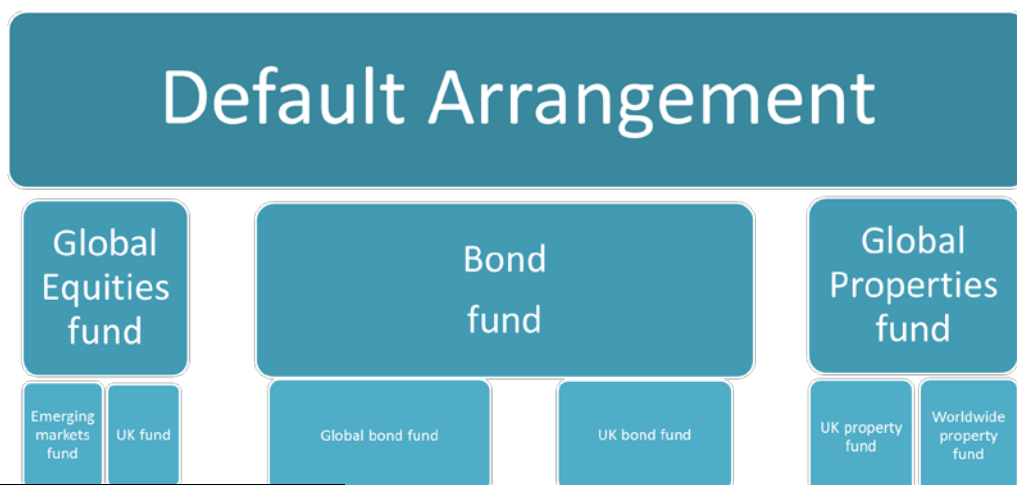 Default Arrangement
Global
Equities
fund
Bond
fund
Global
Properties
fund
Emerging
markets
fund
UK fund
Global bond fund
UK bond fund
UK property
fund
Worldwide
property
fund